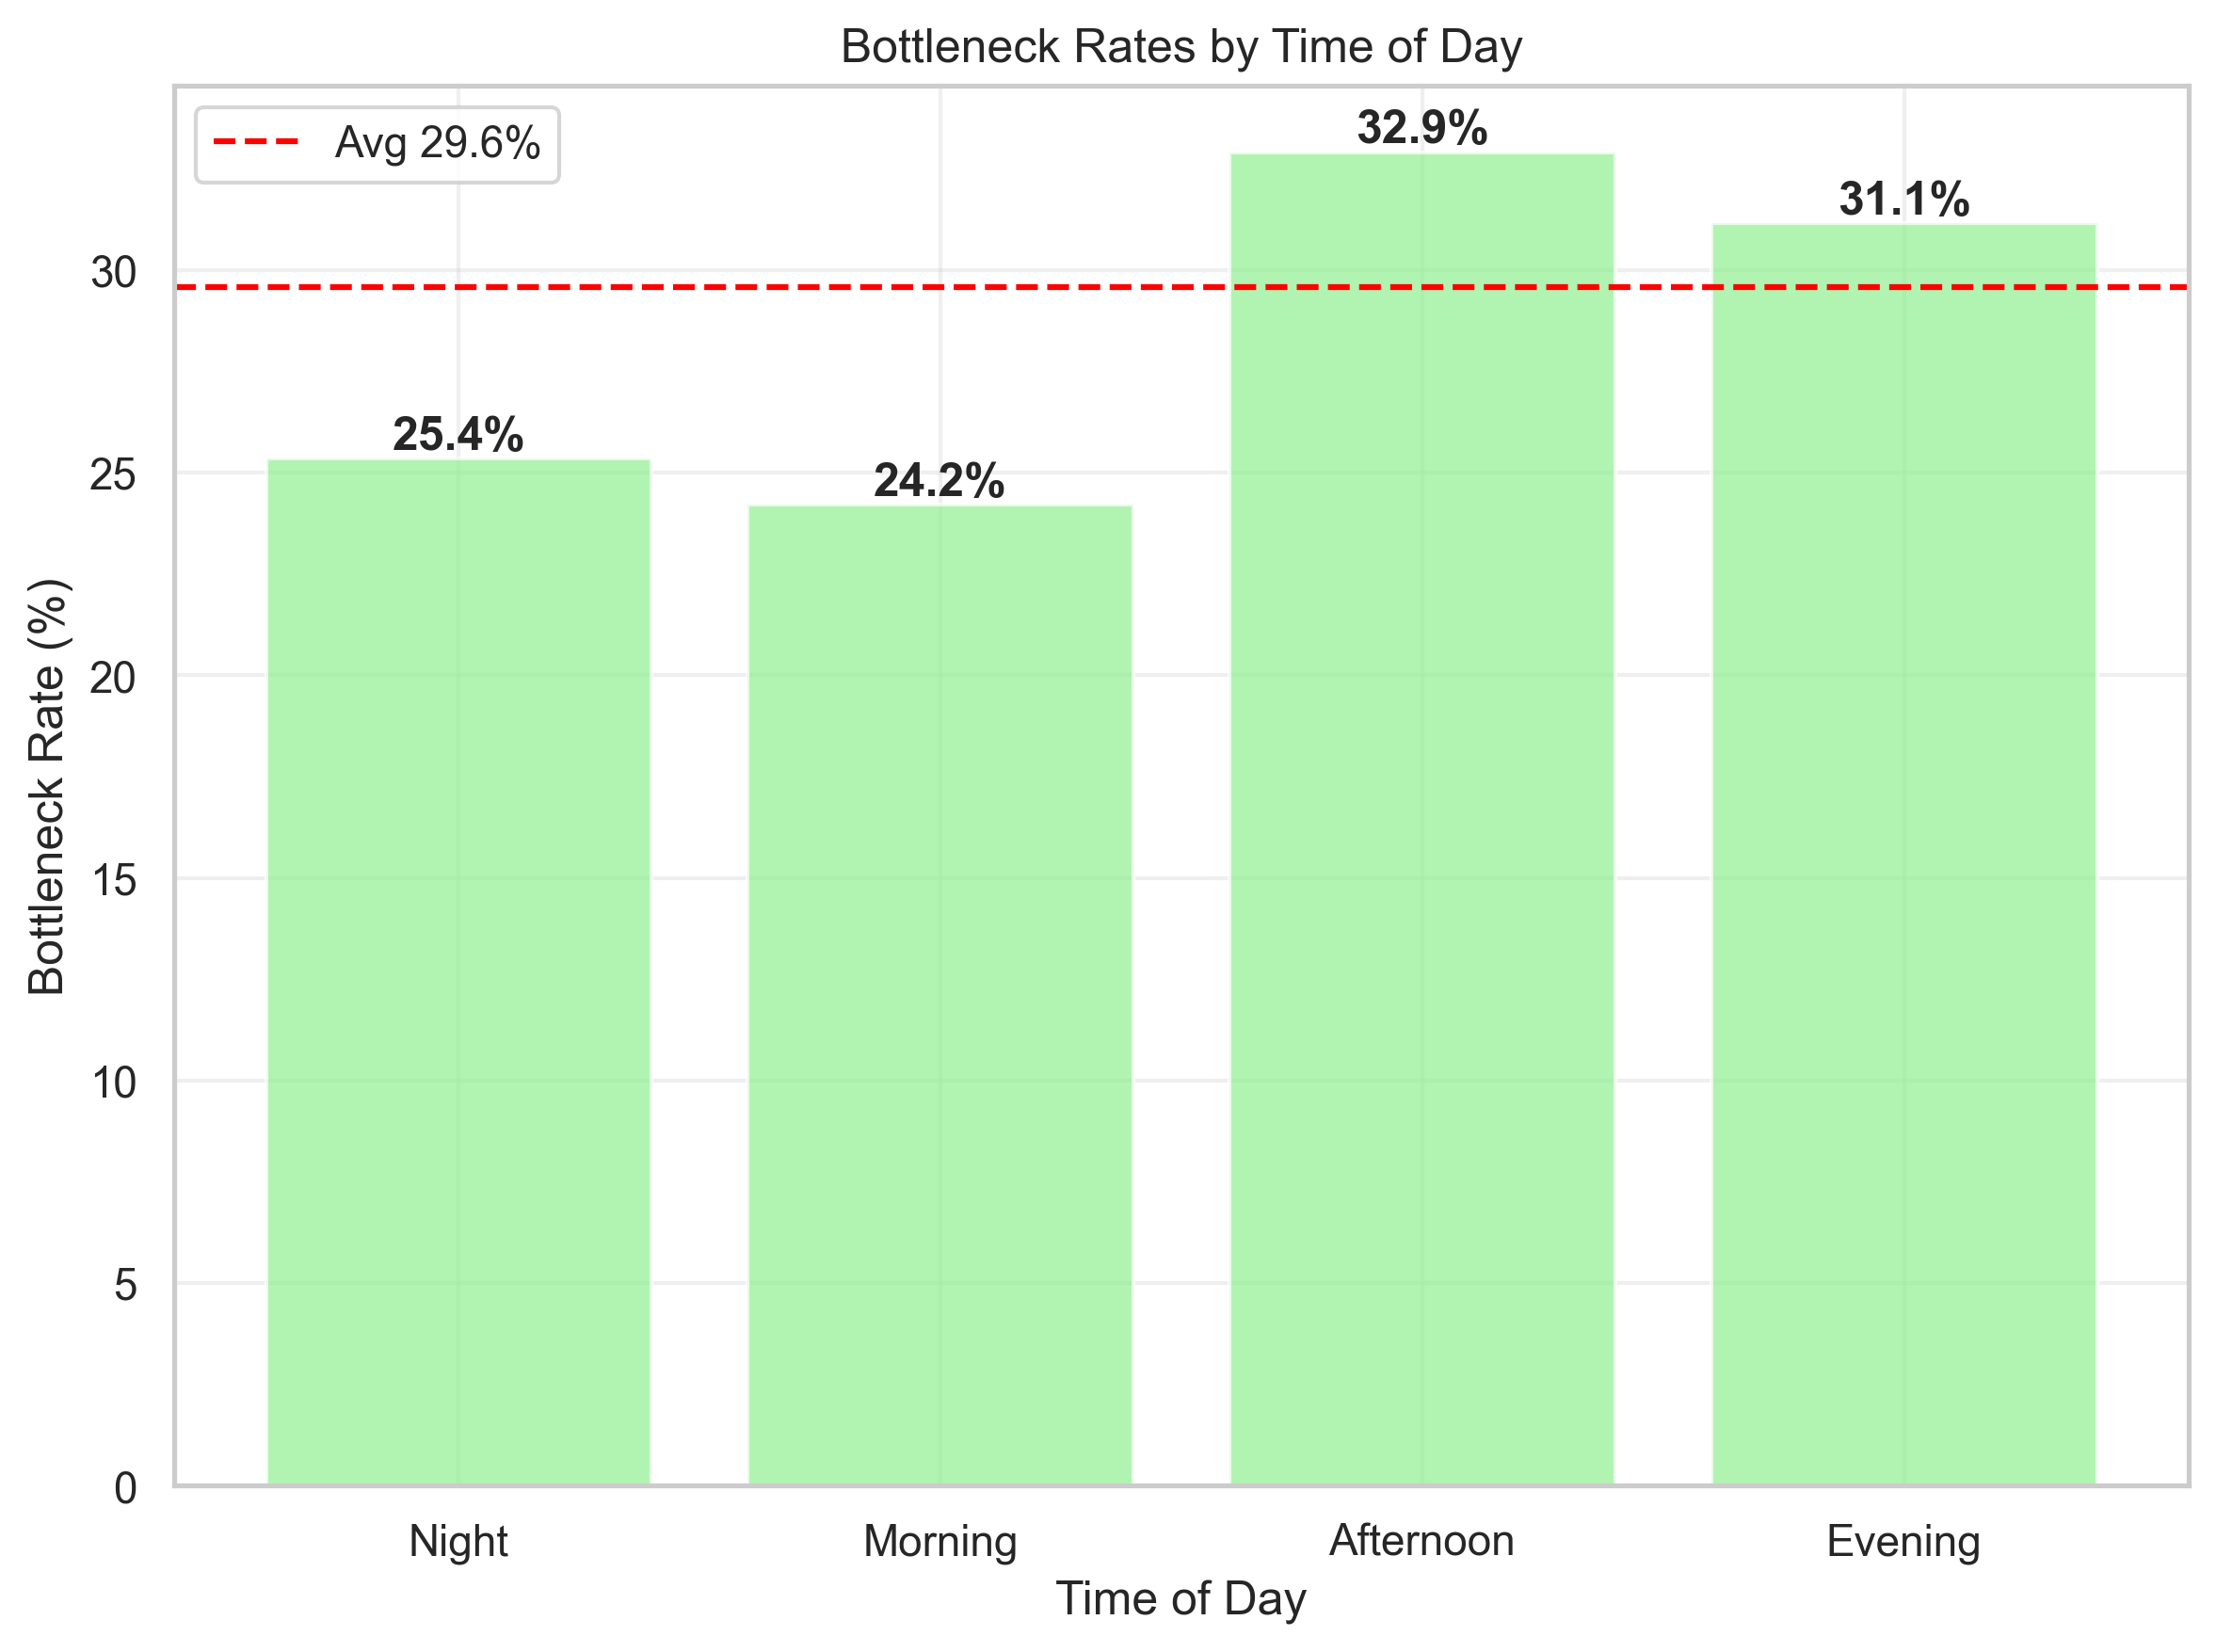 Bottleneck Rates by Time of Day
Avg 29.6%
32.9%
31.1%
25.4%
24.2%
30
25
20
15
10
5
0
Bottleneck Rate (%)
Night Morning Afternoon Evening
Time of Day